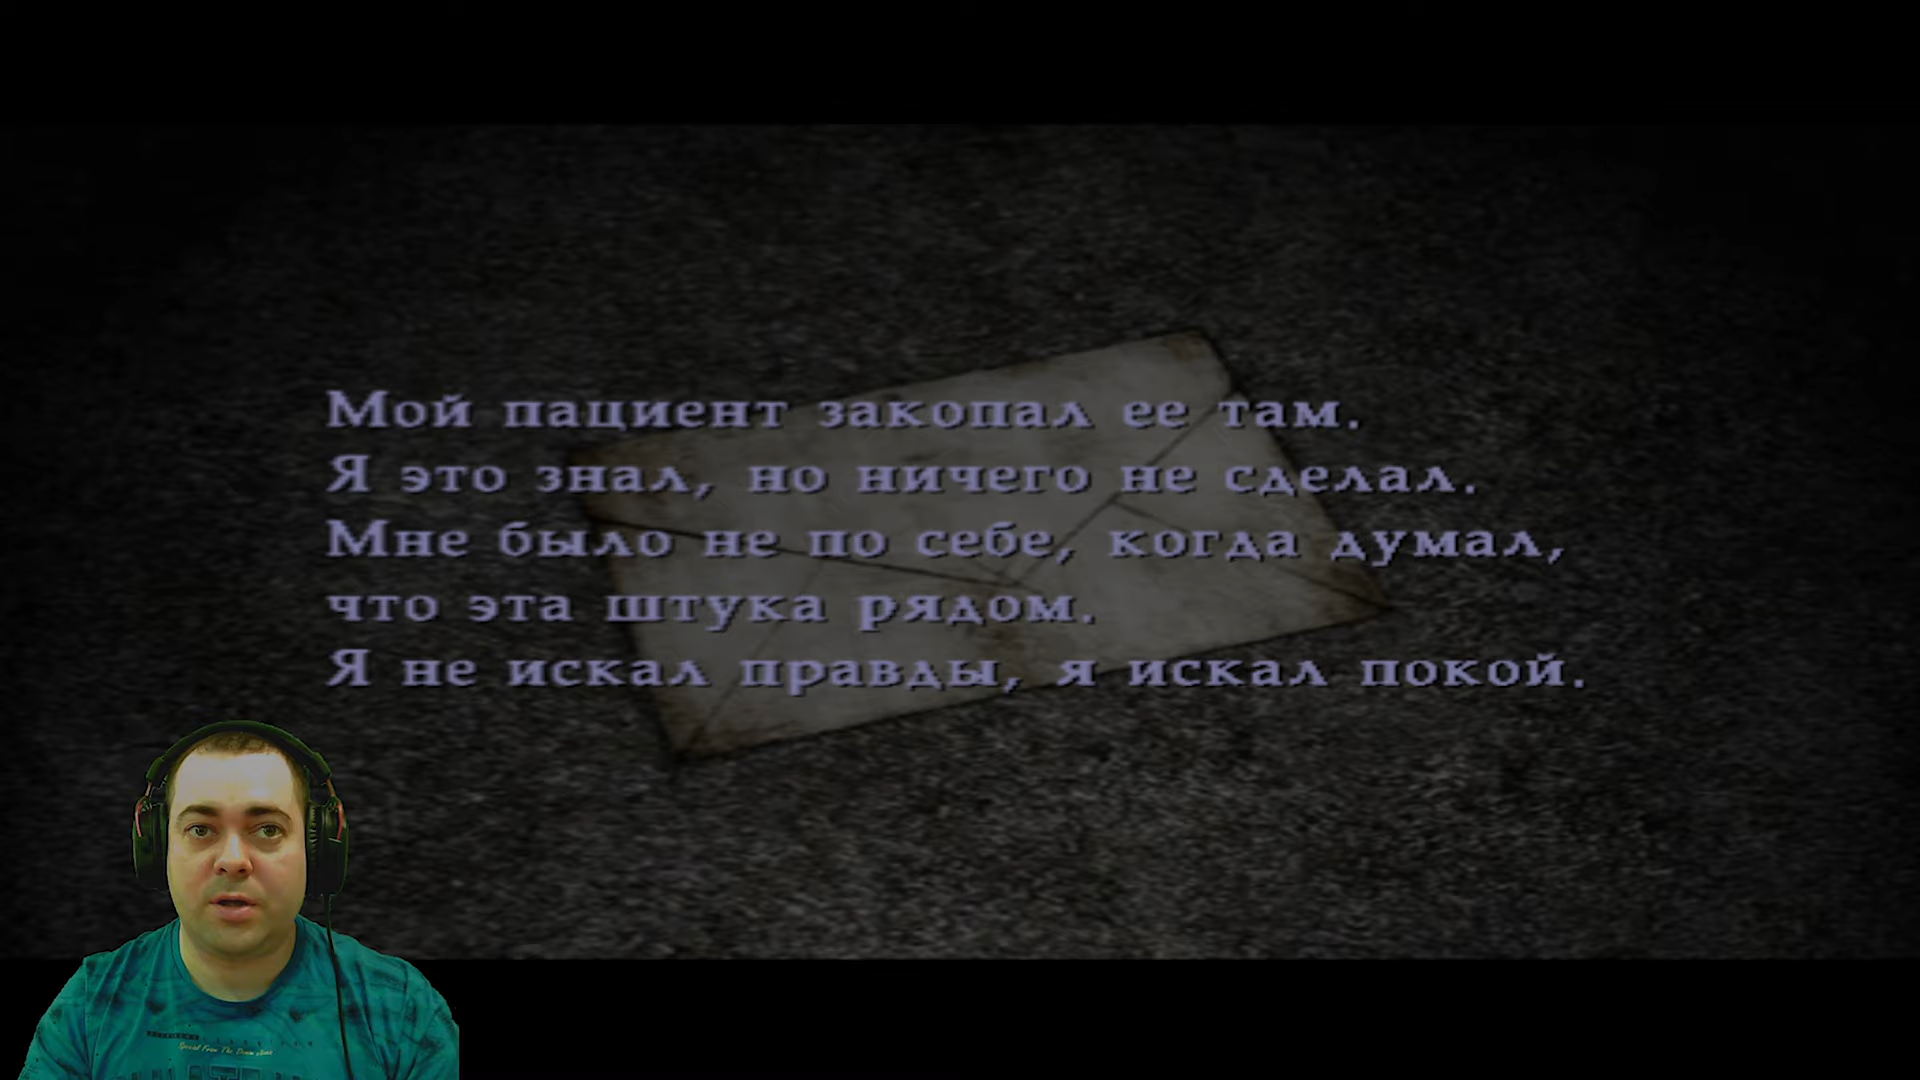 Мой пациент закопал ее там.
Я это знал, но ничего не сделал.
Мне было не по себе, когда думал,
что эта штука рядом.
Я не искал правды, я искал покой.